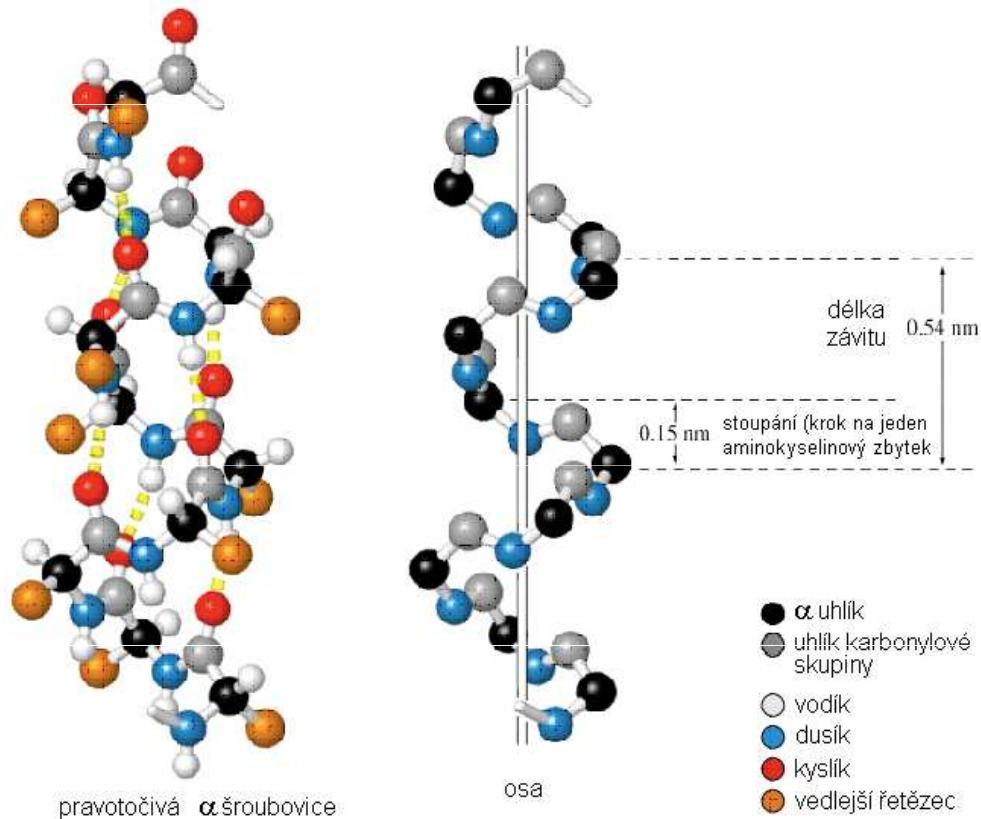 délka
závitu
0.54 nm
0.15 nm
stoupání (krok na jeden
aminokyselinový zbytek
α uhlík
uhlík karbonylové
skupiny
vodík
dusík
kyslík
vedlejší řetězec
osa
pravotočivá α šroubovice